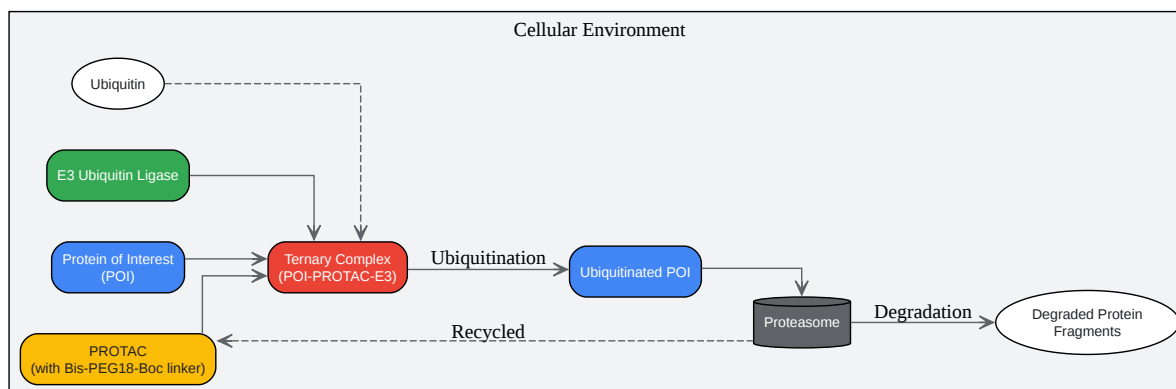 Cellular Environment
Ubiquitin
E3 Ubiquitin Ligase
Protein of Interest
(POI)
Ternary Complex
(POI-PROTAC-E3)
Ubiquitination
Ubiquitinated POI
Proteasome
Degradation
Degraded Protein
Fragments
Recycled
PROTAC
(with Bis-PEG18-Boc linker)